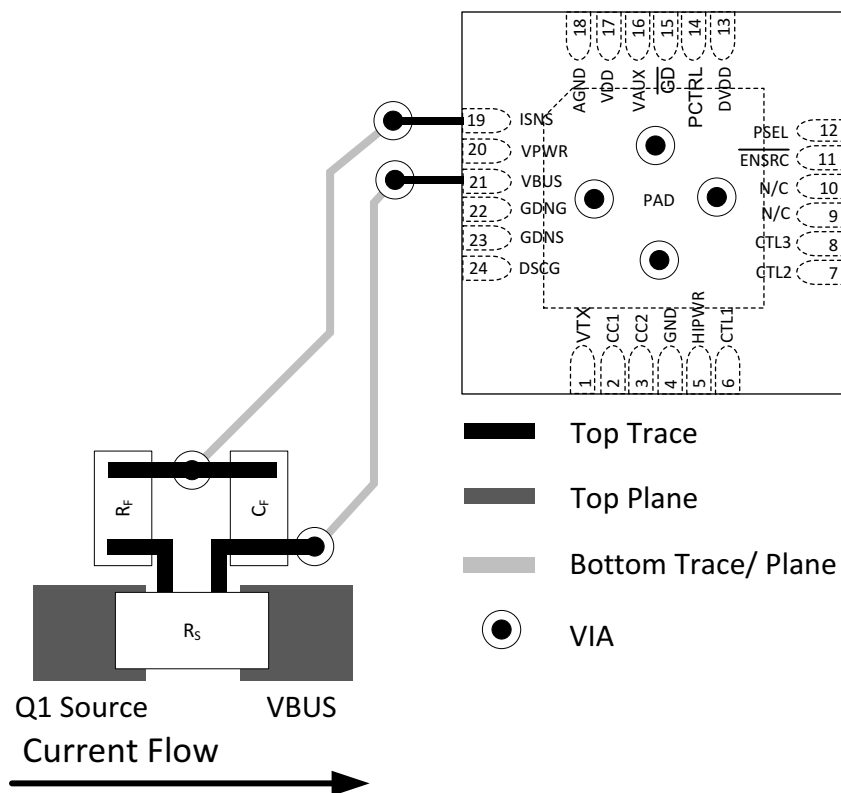 18 17 16 15 14 13
AGND VDD VAUX GD PCTRL DVDD
19 ISNS
20 VPWR
21 VBUS
22 GDNG
23 GDNS
24 DSCG
PAD
PSEL 12
ENSRC 11
N/C 10
N/C 9
CTL3 8
CTL2 7
VTX CC1 CC2 GND HIPWR CTL1
1 2 3 4 5 6
Top Trace
Top Plane
Bottom Trace/ Plane
VIA
RF
CF
RS
Q1 Source
VBUS
Current Flow